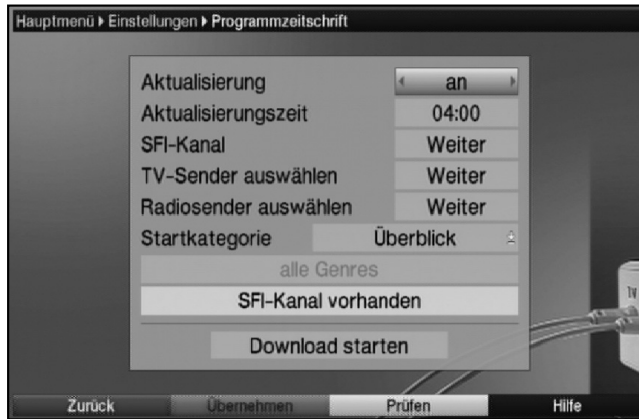 Hauptmenü ▸ Einstellungen ▸ Programmzeitschrift
Aktualisierung an
Aktualisierungszeit 04:00
SFI-Kanal Weiter
TV-Sender auswählen Weiter
Radiosender auswählen Weiter
Startkategorie Überblick
alle Genres
SFI-Kanal vorhanden
Download starten
TV
Zurück Übernehmen Prüfen Hilfe